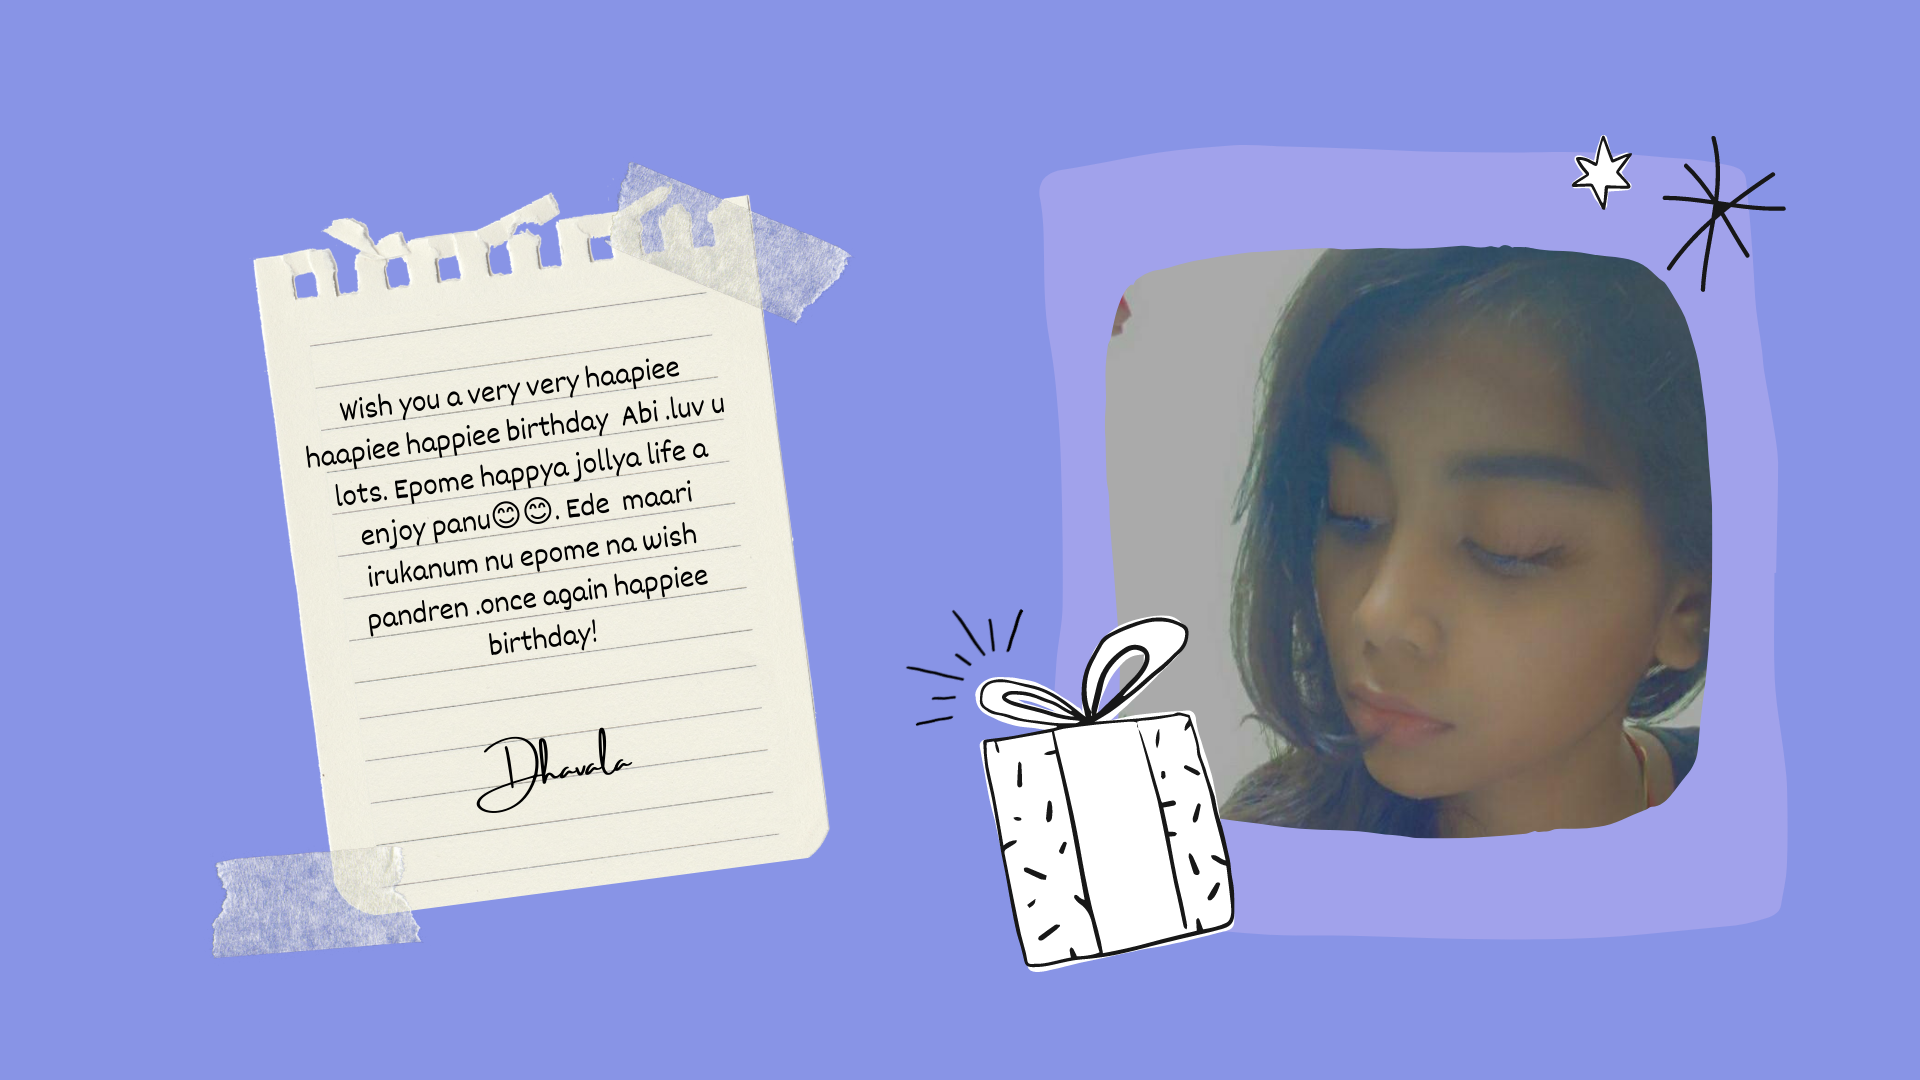 Wish you a very very haapiee
haapiee happiee birthday Abi .luv u
lots. Epome happya jollya life a
enjoy panu😊😊. Ede maari
irukanum nu epome na wish
pandren .once again happiee
birthday!
Dhavala